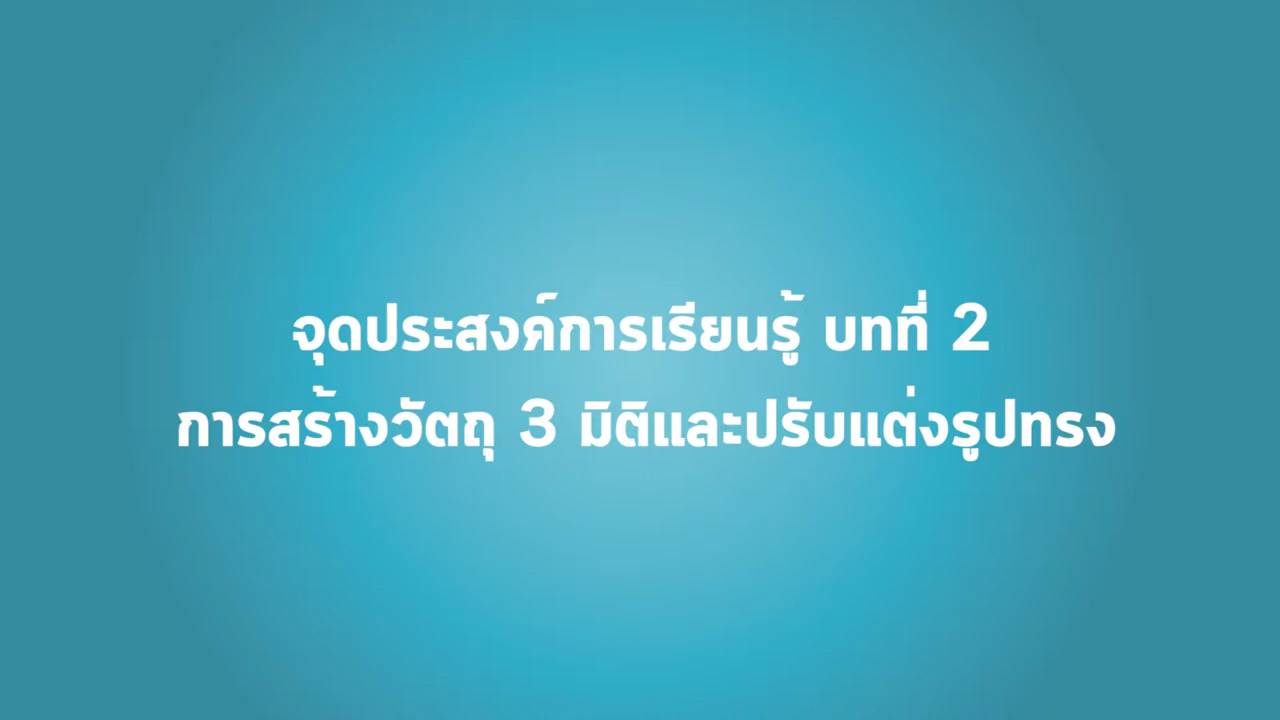 จุดประสงค์การเรียนรู้ บทที่ 2
การสร้างวัตถุ 3 มิติและปรับแต่งรูปทรง